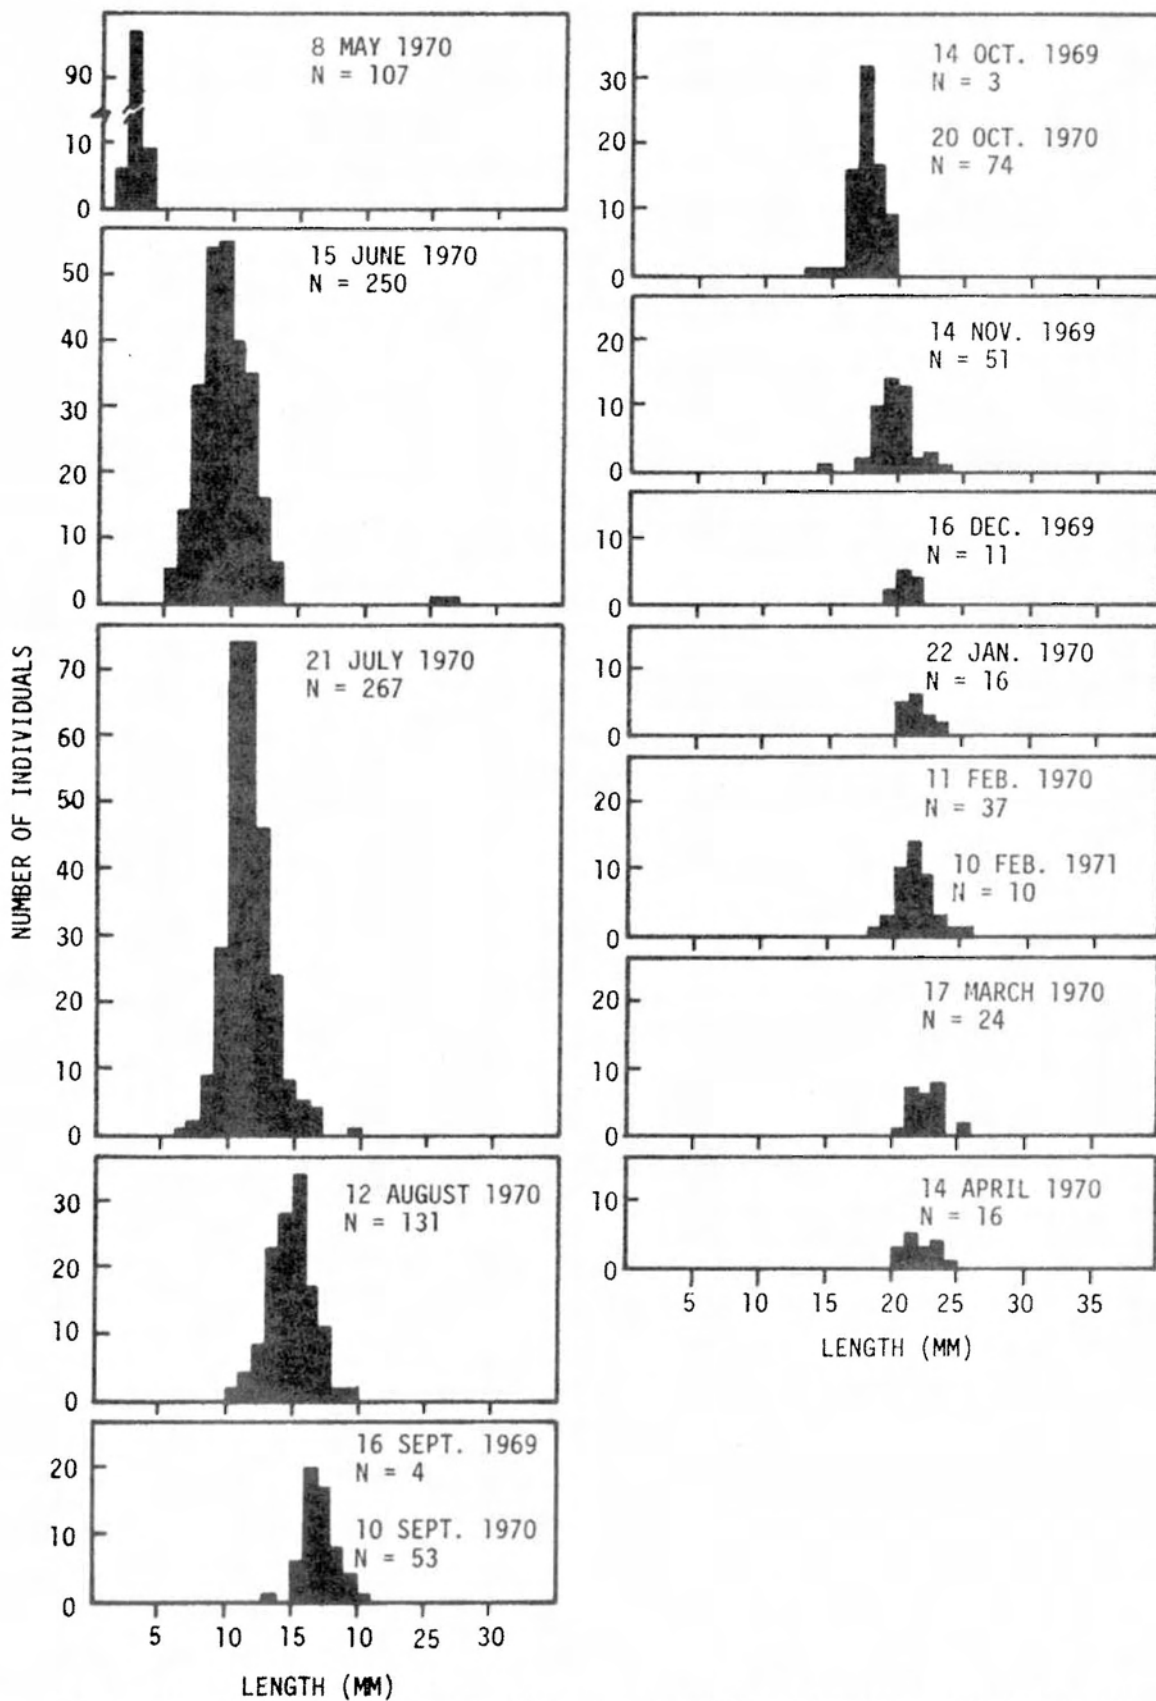 NUMBER OF INDIVIDUALS
8 MAY 1970
N = 107
90
10
0
15 JUNE 1970
N = 250
50
40
30
20
10
0
21 JULY 1970
N = 267
70
60
50
40
30
20
10
0
12 AUGUST 1970
N = 131
30
20
10
0
16 SEPT. 1969
N = 4
10 SEPT. 1970
N = 53
20
10
0
5 10 15 10 30
LENGTH (MM)
14 OCT. 1969
N = 3
20 OCT. 1970
N = 74
30
20
10
0
14 NOV. 1969
N = 51
20
10
0
16 DEC. 1969
N = 11
10
0
22 JAN. 1970
N = 16
10
0
11 FEB. 1970
N = 37
10 FEB. 1971
N = 10
20
10
0
17 MARCH 1970
N = 24
20
10
0
14 APRIL 1970
N = 16
10
0
5 10 15 20 25 30 35
LENGTH (MM)